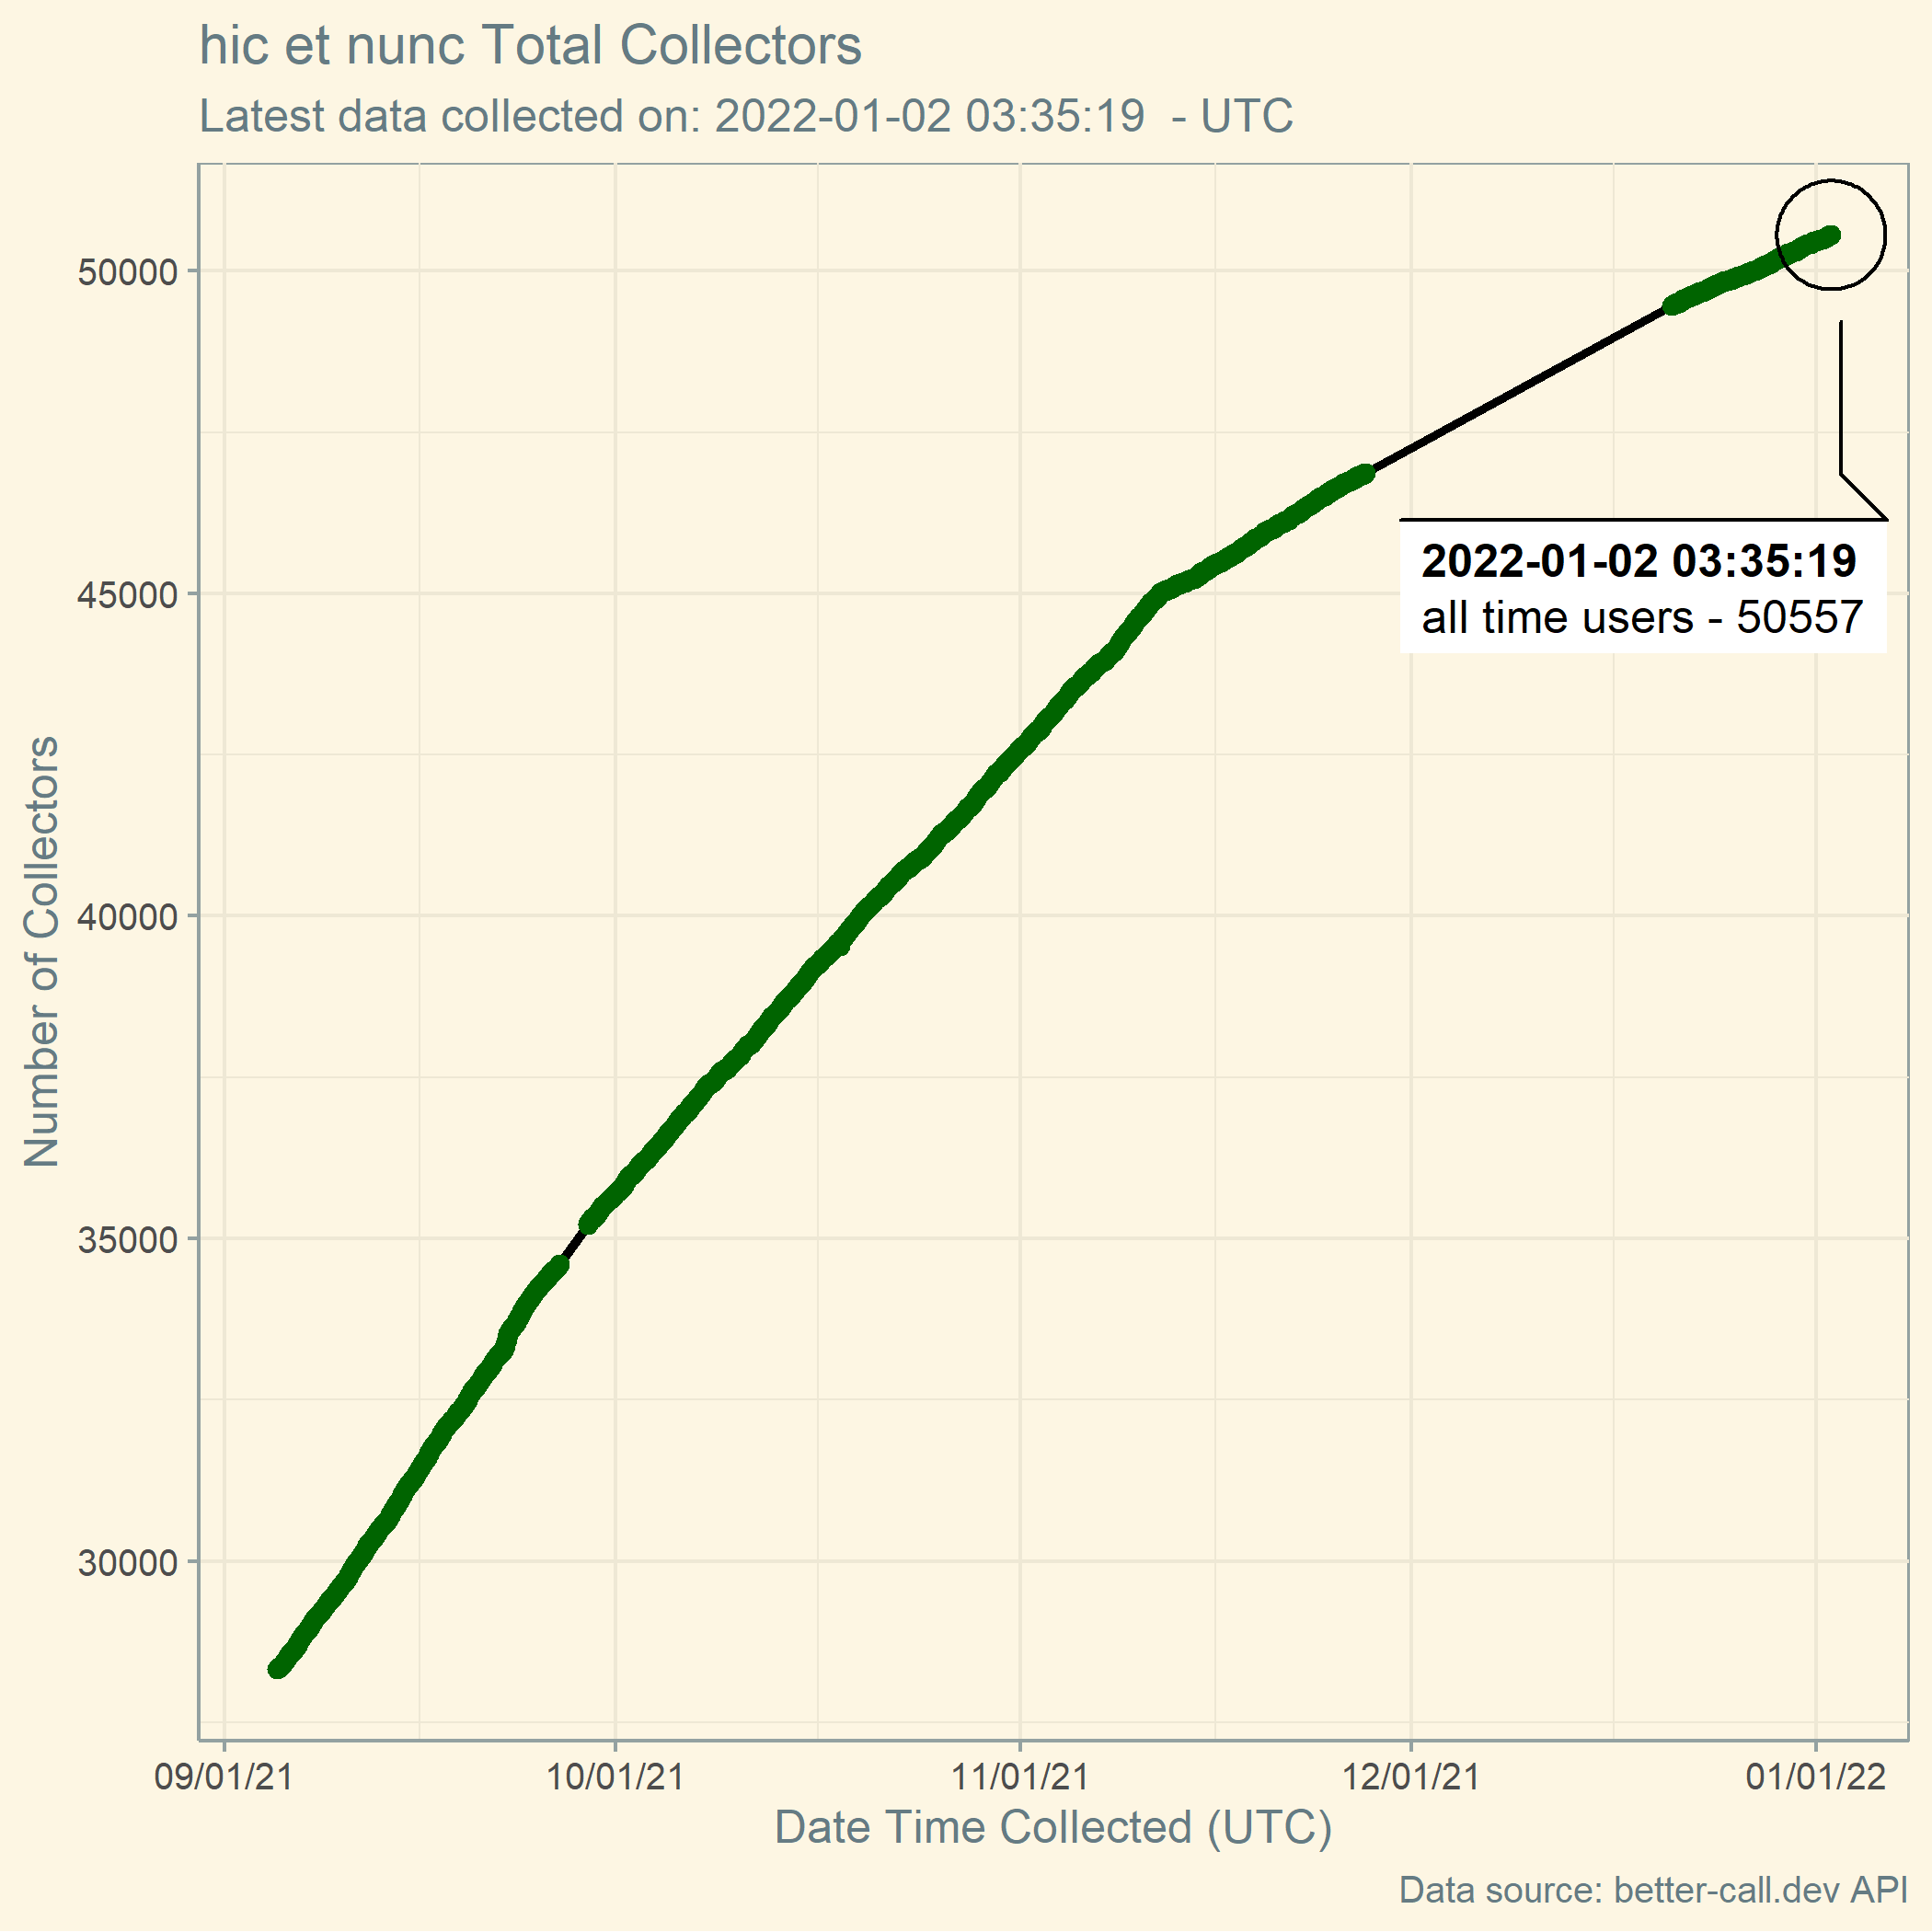 hic et nunc Total Collectors
Latest data collected on: 2022-01-02 03:35:19  - UTC
50000
45000
40000
35000
30000
Number of Collectors
2022-01-02 03:35:19
all time users - 50557
09/01/21
10/01/21
11/01/21
12/01/21
01/01/22
Date Time Collected (UTC)
Data source: better-call.dev API